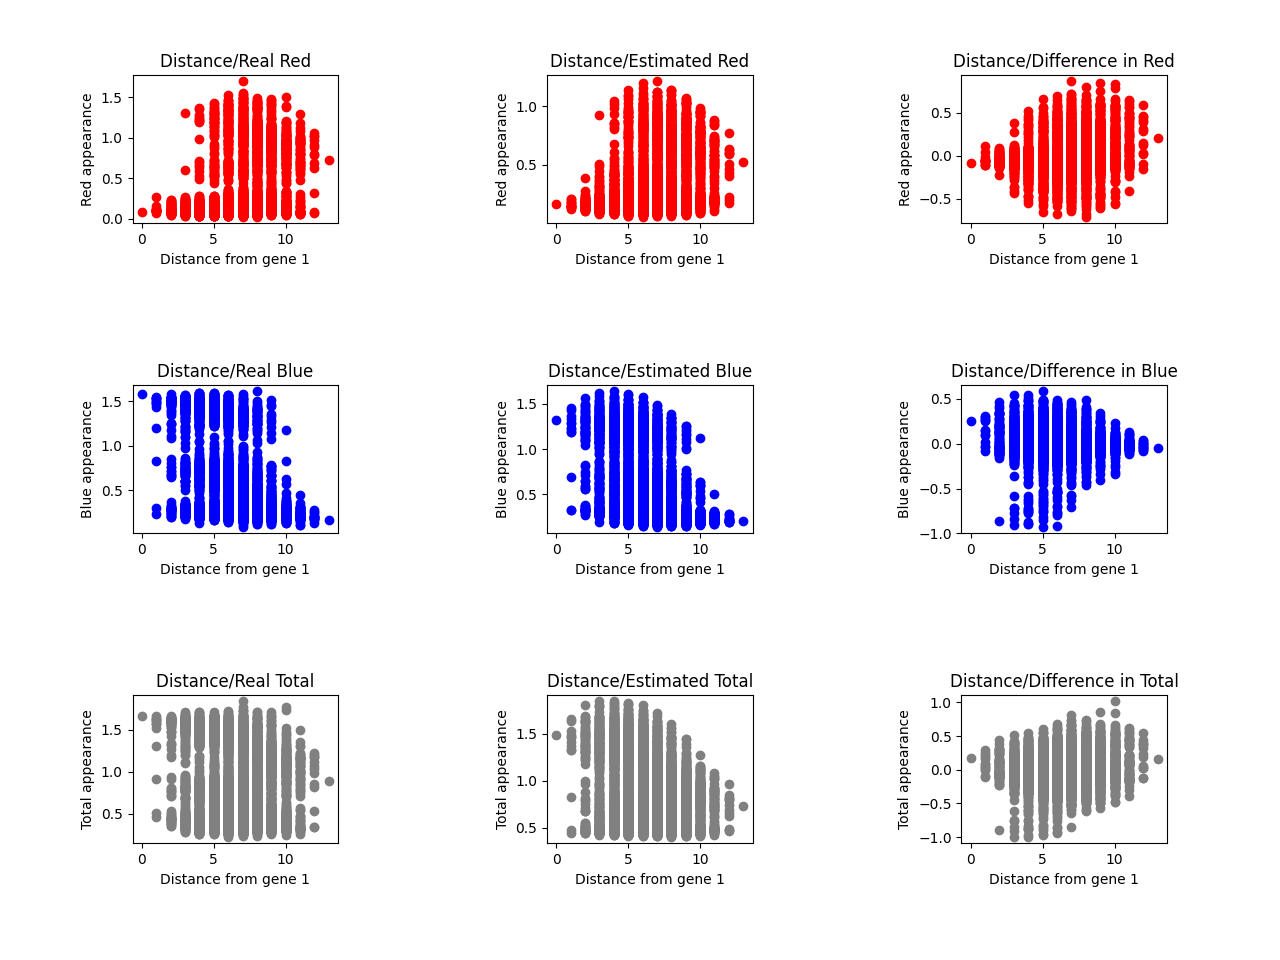 Distance/Real Red
Distance/Estimated Red
Distance/Difference in Red
Red appearance
1.5
1.0
0.5
0.0
0
5
10
Distance from gene 1
Red appearance
1.0
0.5
0
5
10
Distance from gene 1
Red appearance
0.5
0.0
−0.5
0
5
10
Distance from gene 1
Distance/Real Blue
Distance/Estimated Blue
Distance/Difference in Blue
Blue appearance
1.5
1.0
0.5
0
5
10
Distance from gene 1
Blue appearance
1.5
1.0
0.5
0
5
10
Distance from gene 1
Blue appearance
0.5
0.0
−0.5
−1.0
0
5
10
Distance from gene 1
Distance/Real Total
Distance/Estimated Total
Distance/Difference in Total
Total appearance
1.5
1.0
0.5
0
5
10
Distance from gene 1
Total appearance
1.5
1.0
0.5
0
5
10
Distance from gene 1
Total appearance
1.0
0.5
0.0
−0.5
−1.0
0
5
10
Distance from gene 1